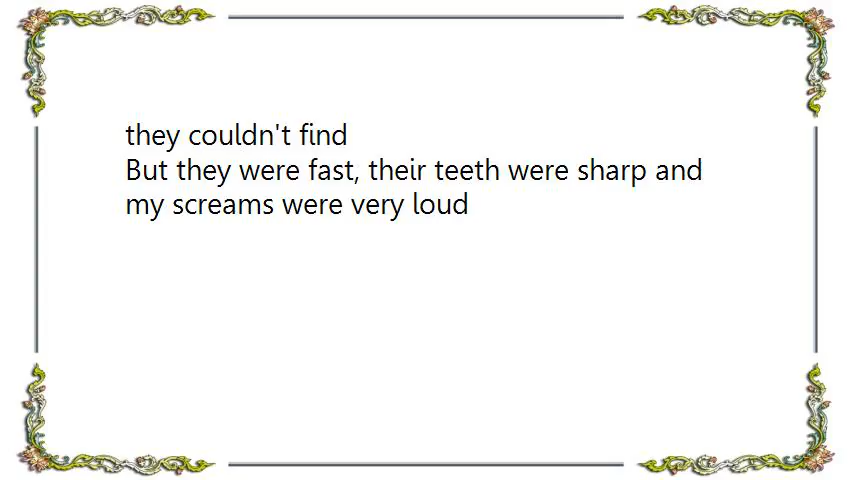 they couldn't find
But they were fast, their teeth were sharp and
my screams were very loud